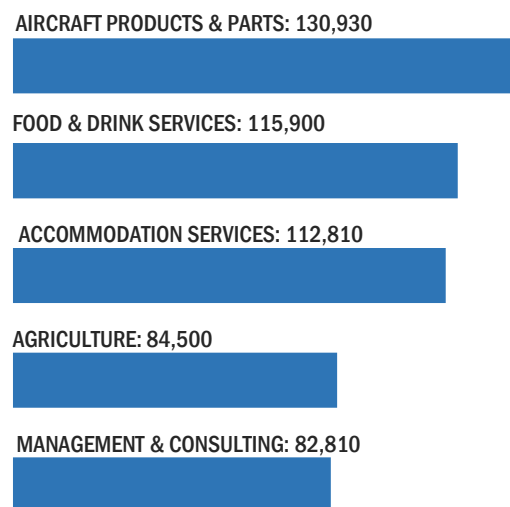 AIRCRAFT PRODUCTS & PARTS: 130,930
FOOD & DRINK SERVICES: 115,900
ACCOMMODATION SERVICES: 112,810
AGRICULTURE: 84,500
MANAGEMENT & CONSULTING: 82,810